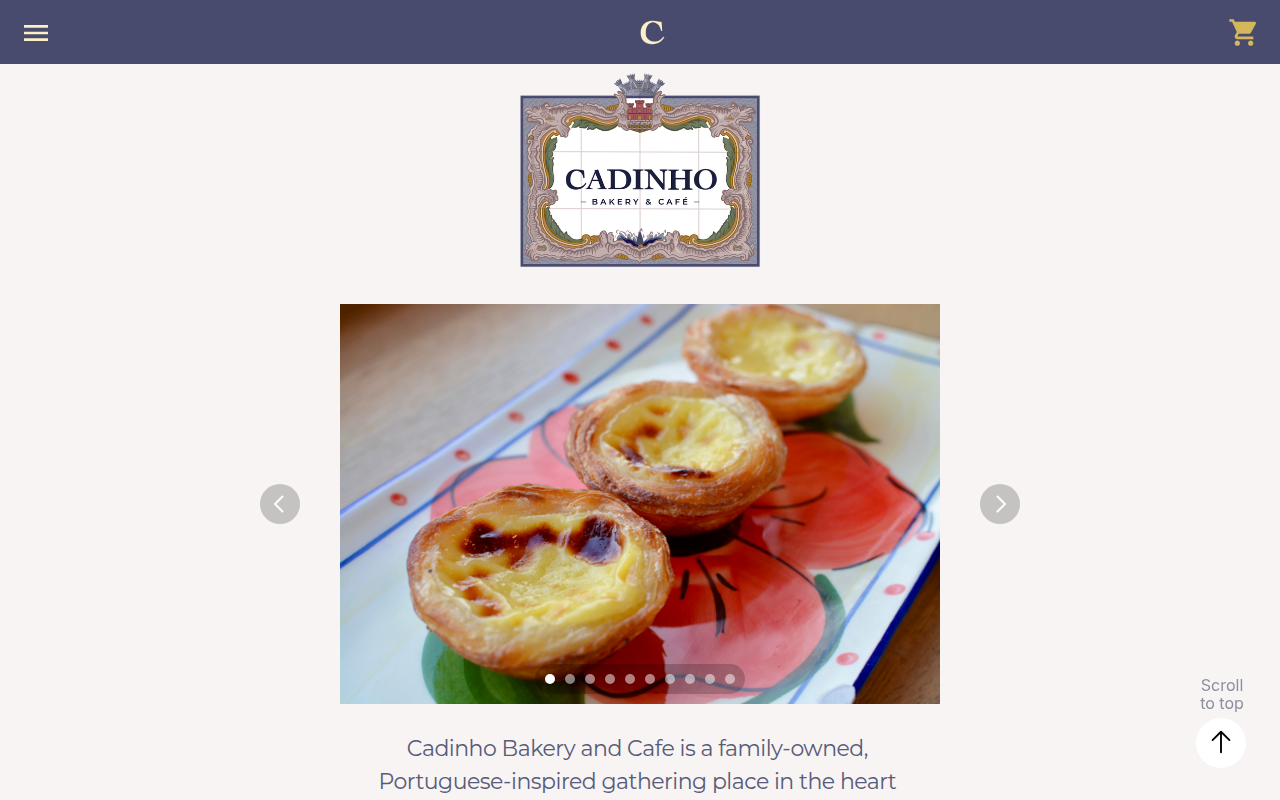 C
CADINHO
- BAKERY & CAFÉ -
Cadinho Bakery and Cafe is a family-owned,
Portuguese-inspired gathering place in the heart
Scroll
to top